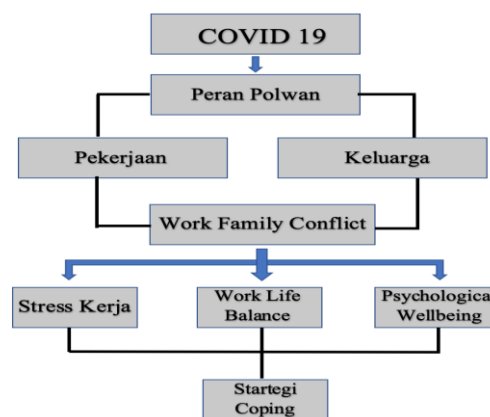 COVID 19
Peran Polwan
Pekerjaan
Keluarga
Work Family Conflict
Stress Kerja
Work Life
Balance
Psychologica
Wellbeing
Startegi
Coping